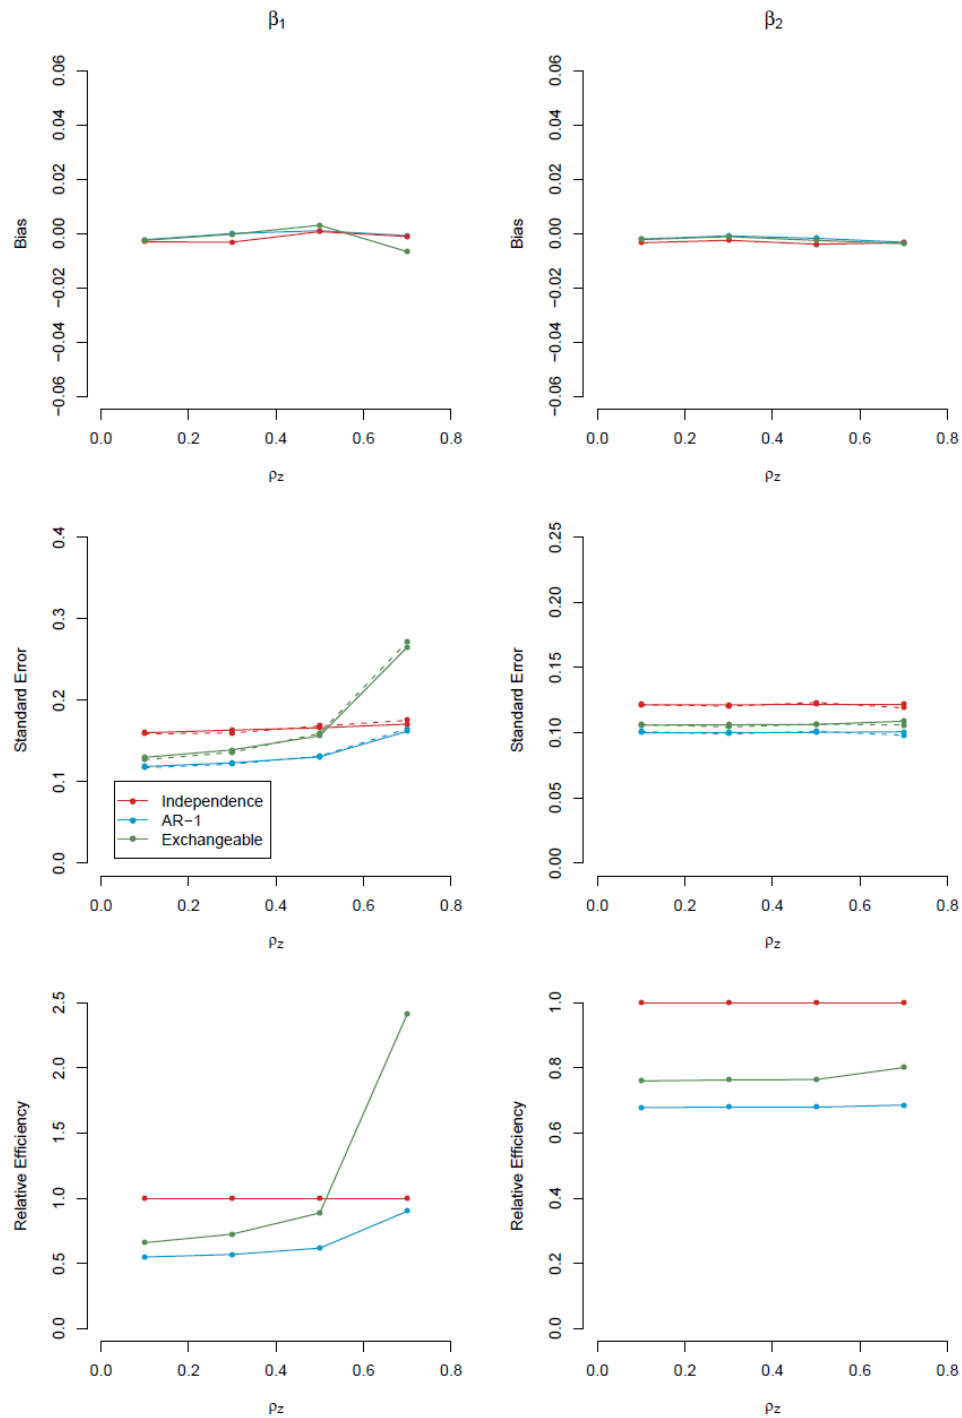 β1 β2
Bias
−0.06 −0.04 −0.02 0.00 0.02 0.04 0.06
0.0 0.2 0.4 0.6 0.8
ρz
Bias
−0.06 −0.04 −0.02 0.00 0.02 0.04 0.06
0.0 0.2 0.4 0.6 0.8
ρz
Standard Error
0.0 0.1 0.2 0.3 0.4
Independence
AR−1
Exchangeable
0.0 0.2 0.4 0.6 0.8
ρz
Standard Error
0.00 0.05 0.10 0.15 0.20 0.25
0.0 0.2 0.4 0.6 0.8
ρz
Relative Efficiency
0.0 0.5 1.0 1.5 2.0 2.5
0.0 0.2 0.4 0.6 0.8
ρz
Relative Efficiency
0.0 0.2 0.4 0.6 0.8 1.0
0.0 0.2 0.4 0.6 0.8
ρz